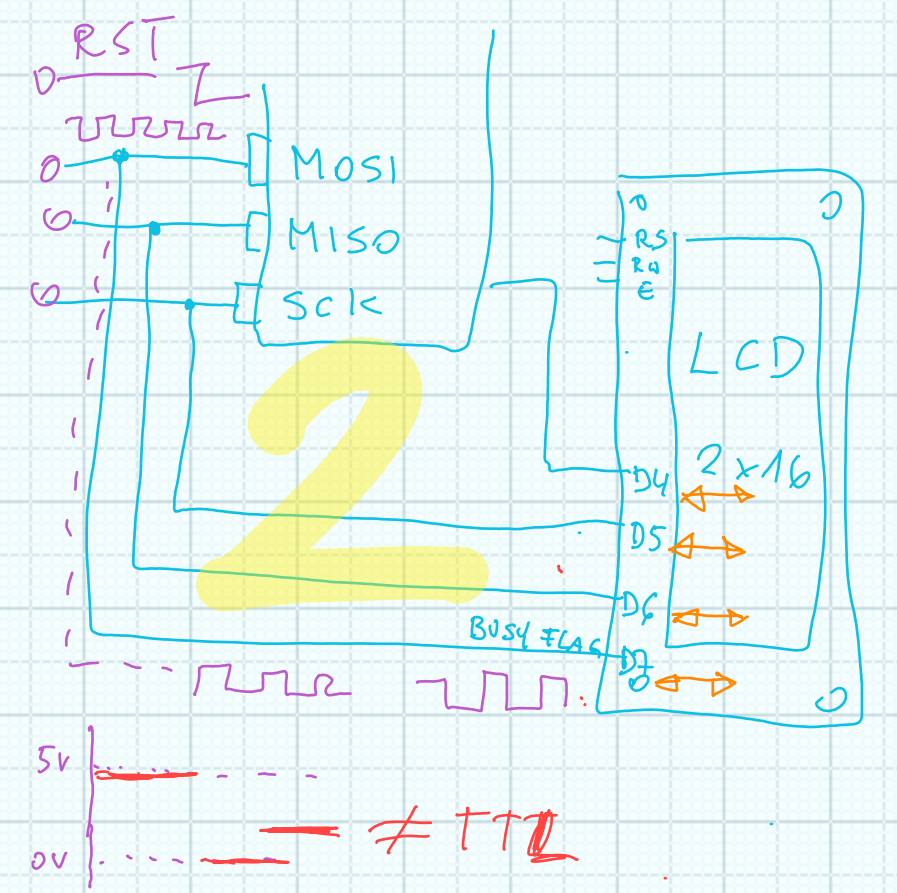 RST
MOSI
MISO
SCK
RS
RW
E
LCD
2x16
D4
D5
D6
BUSY FLAG
D7
2
5V
0V
≠ TTL